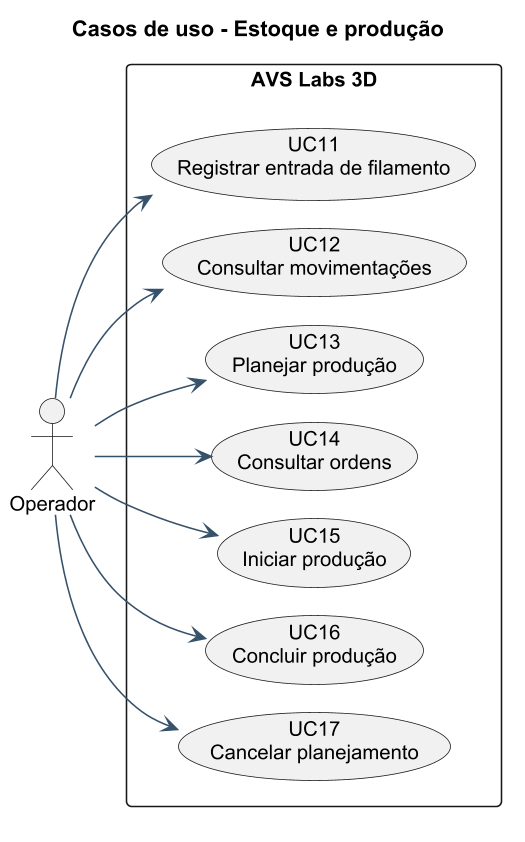 Casos de uso - Estoque e produção
AVS Labs 3D
UC11
Registrar entrada de filamento
UC12
Consultar movimentações
UC13
Planejar produção
UC14
Consultar ordens
UC15
Iniciar produção
UC16
Concluir produção
UC17
Cancelar planejamento
Operador